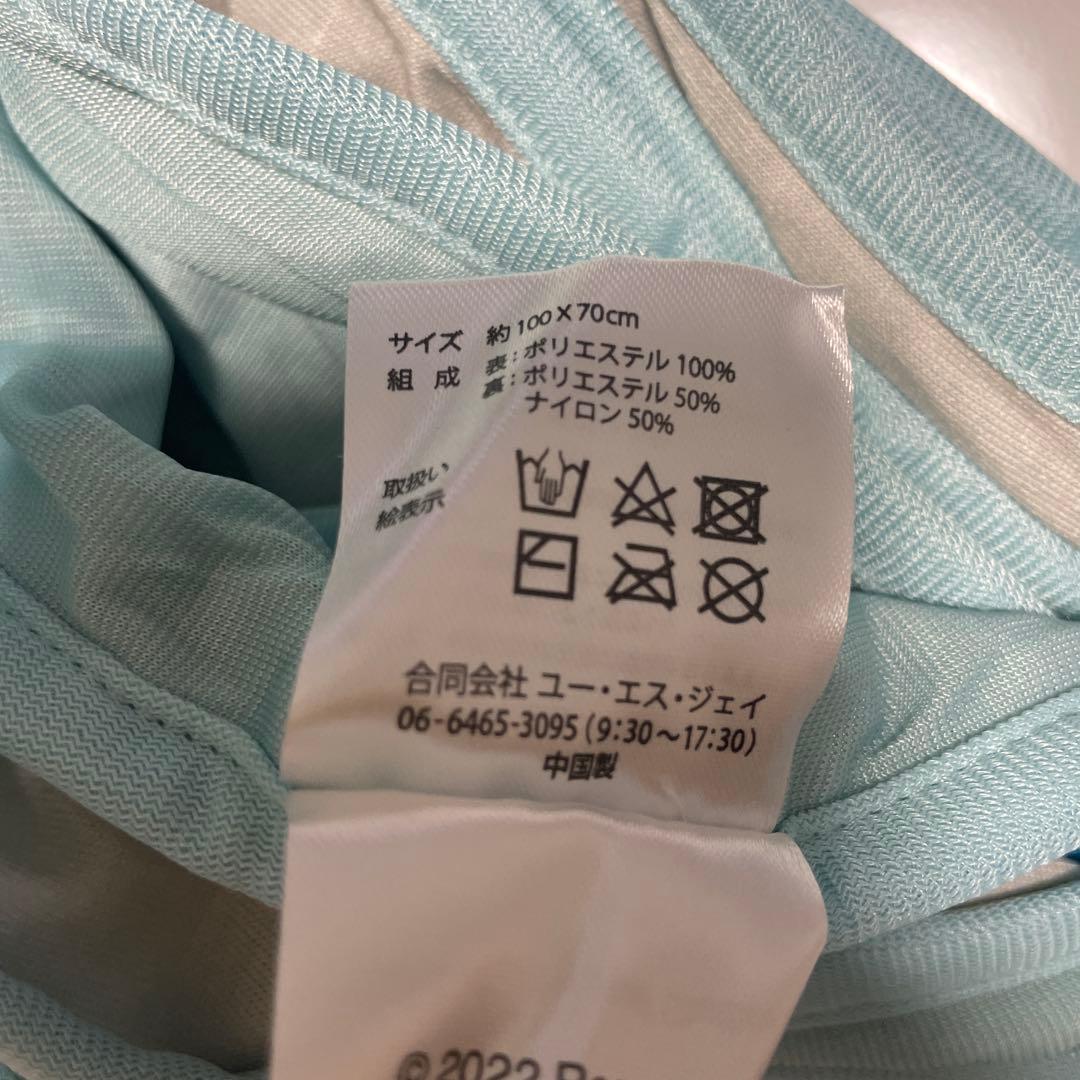 サイズ 約100×70cm
組 成 表:ポリエステル 100%
裏:ポリエステル 50%
ナイロン 50%
取扱い
絵表示
合同会社 ユー・エス・ジェイ
06-6465-3095(9:30～17:30)
中国製
©2022